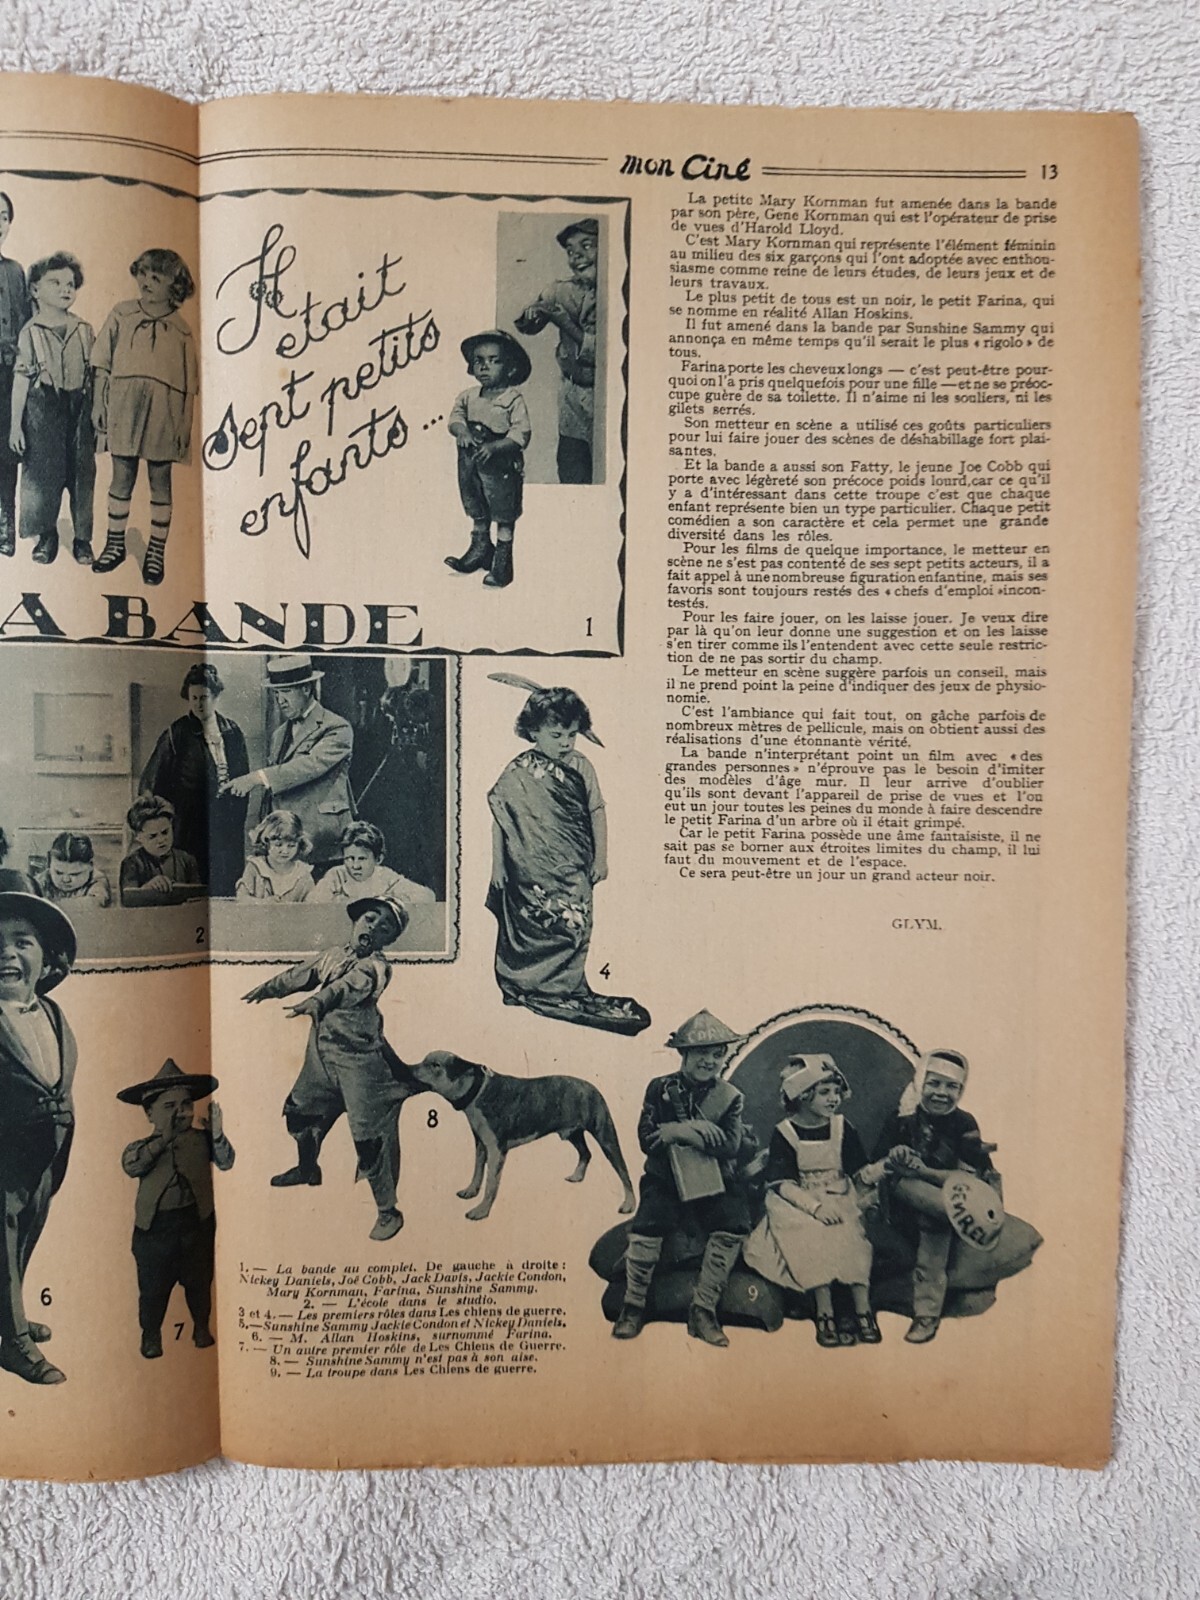 mon Ciné
13
Il
était
sept petits
enfants...
A BANDE
1
La petite Mary Kornman fut amenée dans la bande
par son père, Gene Kornman qui est l'opérateur de prise
de vues d'Harold Lloyd.
C'est Mary Kornman qui représente l'élément féminin
au milieu des six garçons qui l'ont adoptée avec enthou-
siasme comme reine de leurs études, de leurs jeux et de
leurs travaux.
Le plus petit de tous est un noir, le petit Farina, qui
se nomme en réalité Allan Hoskins.
Il fut amené dans la bande par Sunshine Sammy qui
annonça en même temps qu'il serait le plus « rigolo » de
tous.
Farina porte les cheveux longs — c'est peut-être pour-
quoi on l'a pris quelquefois pour une fille — et ne se préoc-
cupe guère de sa toilette. Il n'aime ni les souliers, ni les
gilets serrés.
Son metteur en scène a utilisé ces goûts particuliers
pour lui faire jouer des scènes de déshabillage fort plai-
santes.
Et la bande a aussi son Fatty, le jeune Joe Cobb qui
porte avec légèreté son précoce poids lourd, car ce qu'il
y a d'intéressant dans cette troupe c'est que chaque
enfant représente bien un type particulier. Chaque petit
comédien a son caractère et cela permet une grande
diversité dans les rôles.
Pour les films de quelque importance, le metteur en
scène ne s'est pas contenté de ses sept petits acteurs, il a
fait appel à une nombreuse figuration enfantine, mais ses
favoris sont toujours restés des « chefs d'emploi » incon-
testés.
Pour les faire jouer, on les laisse jouer. Je veux dire
par là qu'on leur donne une suggestion et on les laisse
s'en tirer comme ils l'entendent avec cette seule restric-
tion de ne pas sortir du champ.
Le metteur en scène suggère parfois un conseil, mais
il ne prend point la peine d'indiquer des jeux de physio-
nomie.
C'est l'ambiance qui fait tout, on gâche parfois de
nombreux mètres de pellicule, mais on obtient aussi des
réalisations d'une étonnante vérité.
La bande n'interprétant point un film avec « des
grandes personnes » n'éprouve pas le besoin d'imiter
des modèles d'âge mur. Il leur arrive d'oublier
qu'ils sont devant l'appareil de prise de vues et l'on
eut un jour toutes les peines du monde à faire descendre
le petit Farina d'un arbre où il était grimpé.
Car le petit Farina possède une âme fantaisiste, il ne
sait pas se borner aux étroites limites du champ, il lui
faut du mouvement et de l'espace.
Ce sera peut-être un jour un grand acteur noir.
GLYM.
2
4
6
7
8
9
GENREL
1. — La bande au complet. De gauche à droite :
Nickey Daniels, Joë Cobb, Jack Davis, Jackie Condon,
Mary Kornman, Farina, Sunshine Sammy.
2. — L'école dans le studio.
3 et 4. — Les premiers rôles dans Les chiens de guerre.
5. — Sunshine Sammy Jackie Condon et Nickey Daniels.
6. — M. Allan Hoskins, surnommé Farina.
7. — Un autre premier rôle de Les Chiens de Guerre.
8. — Sunshine Sammy n'est pas à son aise.
9. — La troupe dans Les Chiens de guerre.